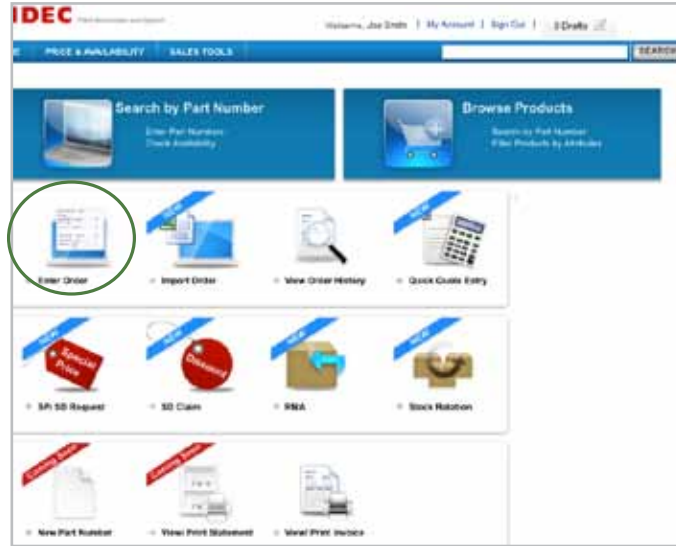 IDEC
Welcome, Joe Smith | My Account | Sign Out | 0 Drafts
PRICE & AVAILABILITY SALES TOOLS SEARCH
Search by Part Number
Enter Part Numbers
Check Availability
Browse Products
Search by Part Number
Filter Products by Attributes
NEW NEW
Enter Order Import Order View Order History Quick Quote Entry
NEW NEW NEW NEW
Special Price
Discount
SP/ SD Request SD Claim RMA Stock Rotation
Coming Soon Coming Soon
New Part Number View/ Print Statement View/ Print Invoice